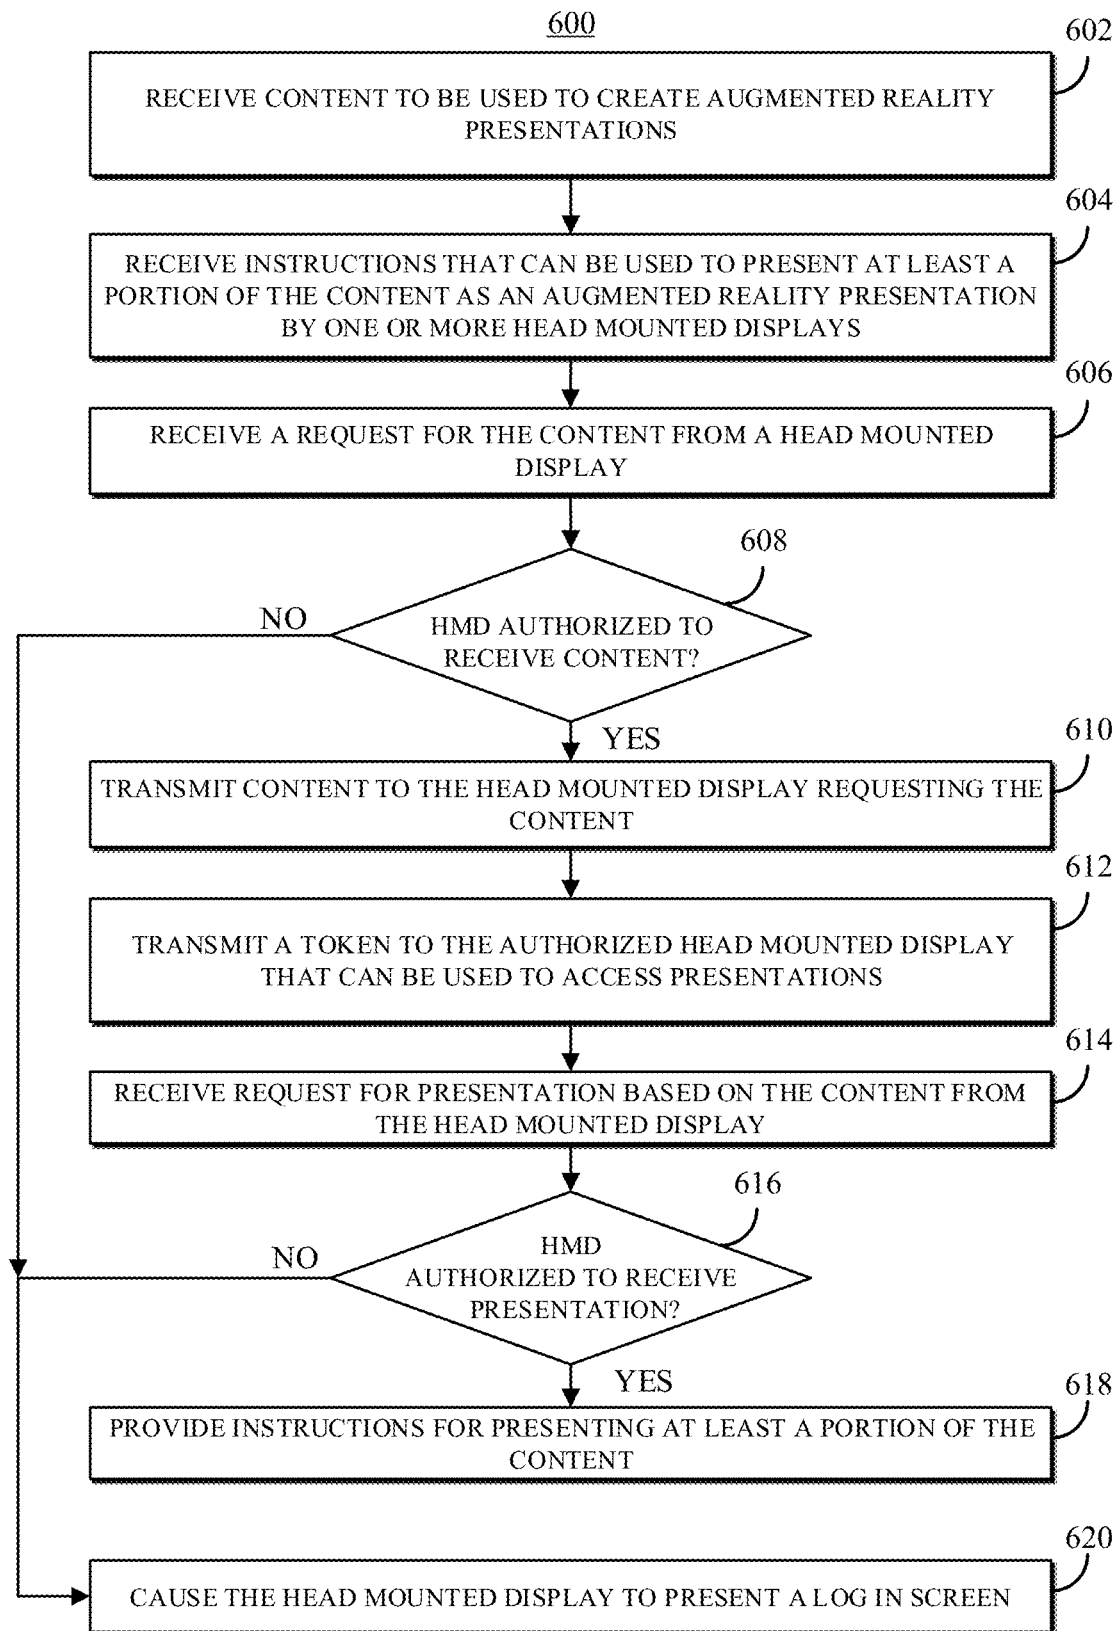 600
602
RECEIVE CONTENT TO BE USED TO CREATE AUGMENTED REALITY
PRESENTATIONS
604
RECEIVE INSTRUCTIONS THAT CAN BE USED TO PRESENT AT LEAST A
PORTION OF THE CONTENT AS AN AUGMENTED REALITY PRESENTATION
BY ONE OR MORE HEAD MOUNTED DISPLAYS
606
RECEIVE A REQUEST FOR THE CONTENT FROM A HEAD MOUNTED
DISPLAY
608
NO
HMD AUTHORIZED TO
RECEIVE CONTENT?
YES
610
TRANSMIT CONTENT TO THE HEAD MOUNTED DISPLAY REQUESTING THE
CONTENT
612
TRANSMIT A TOKEN TO THE AUTHORIZED HEAD MOUNTED DISPLAY
THAT CAN BE USED TO ACCESS PRESENTATIONS
614
RECEIVE REQUEST FOR PRESENTATION BASED ON THE CONTENT FROM
THE HEAD MOUNTED DISPLAY
616
NO
HMD
AUTHORIZED TO RECEIVE
PRESENTATION?
YES
618
PROVIDE INSTRUCTIONS FOR PRESENTING AT LEAST A PORTION OF THE
CONTENT
620
CAUSE THE HEAD MOUNTED DISPLAY TO PRESENT A LOG IN SCREEN